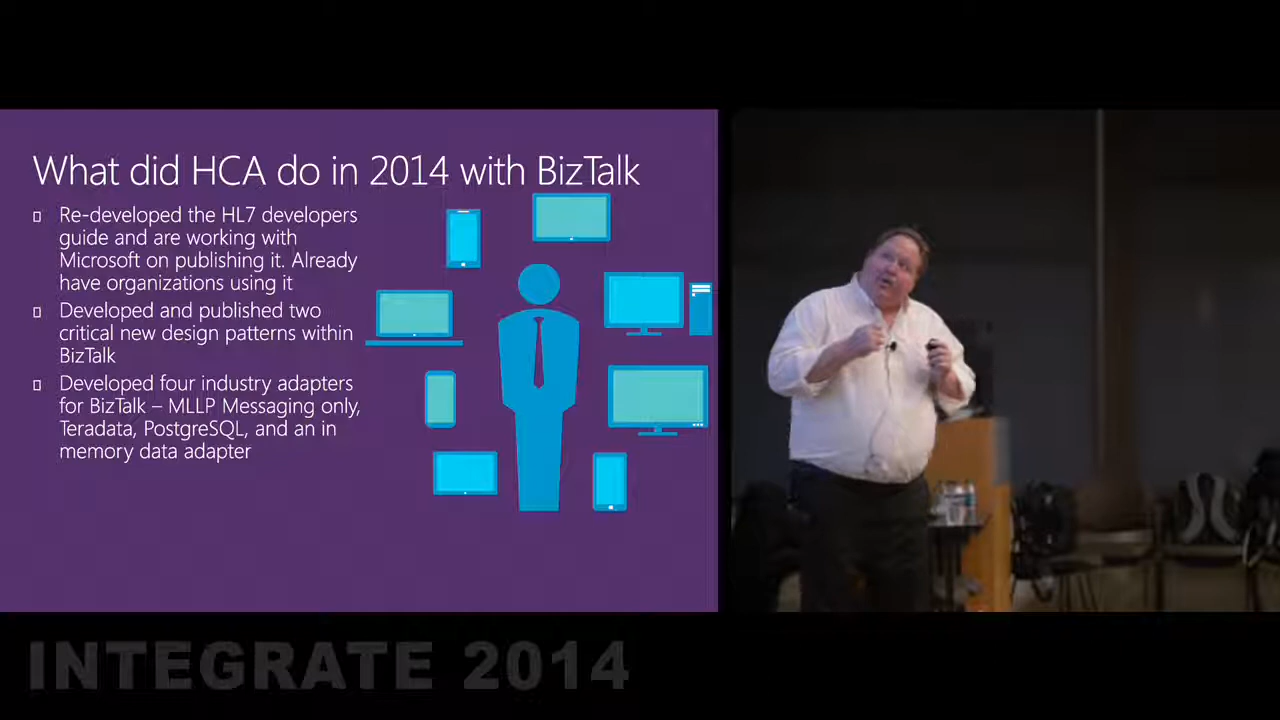 What did HCA do in 2014 with BizTalk
Re-developed the HL7 developers
guide and are working with
Microsoft on publishing it. Already
have organizations using it
Developed and published two
critical new design patterns within
BizTalk
Developed four industry adapters
for BizTalk – MLLP Messaging only,
Teradata, PostgreSQL, and an in
memory data adapter
INTEGRATE 2014